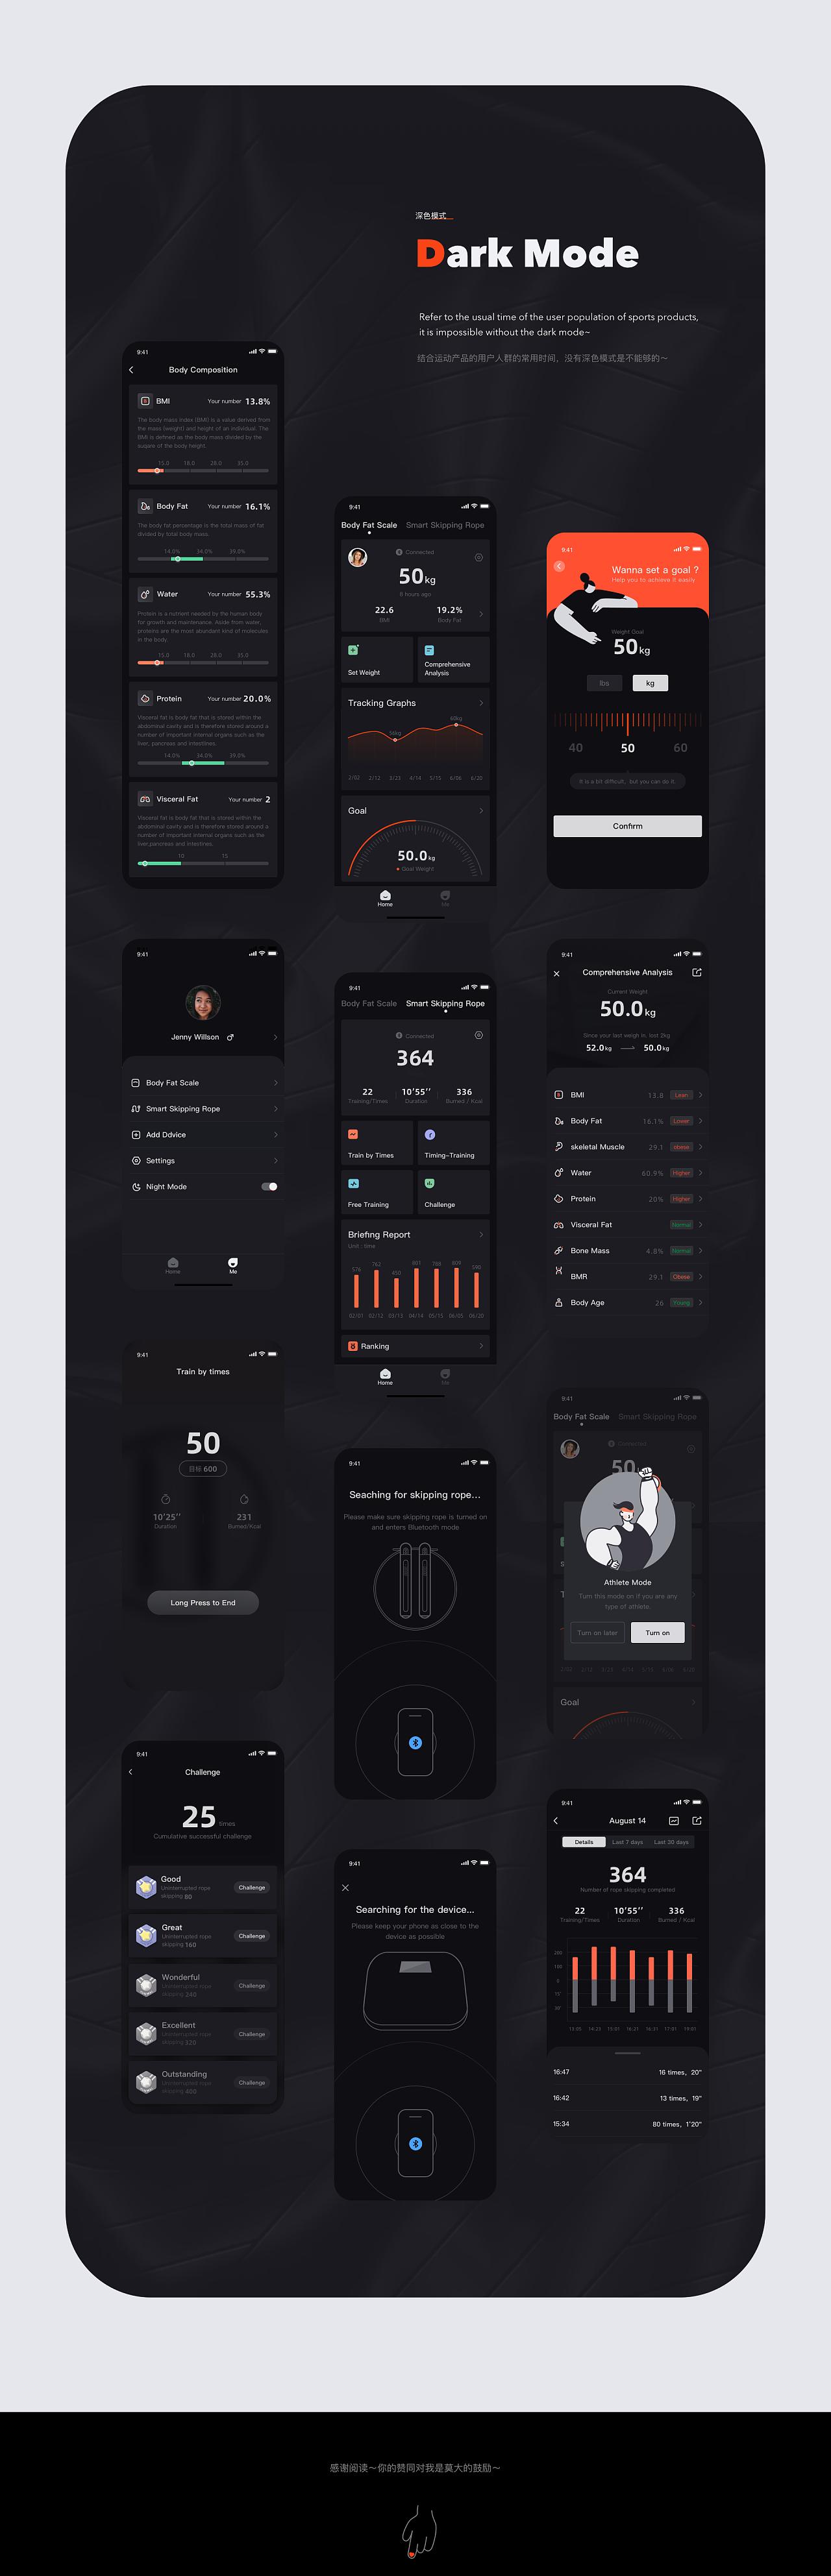 深色模式
Dark Mode
Refer to the usual time of the user population of sports products,
it is impossible without the dark mode~
结合运动产品的用户人群的常用时间、没有深色模式是不能够的～
9:41
Body Composition
BMI
Your number 13.8%
The body mass index (BMI) is a value derived from
the mass (weight) and height of an individual. The
BMI is defined as the body mass divided by the
suqare of the body height.
15.0 18.0 28.0 35.0
Body Fat
Your number 16.1%
The body fat percentage is the total mass of fat
divided by total body mass.
14.0% 34.0% 39.0%
Water
Your number 55.3%
Protein is a nutrient needed by the human body
for growth and maintenance. Aside from water,
proteins are the most abundant kind of molecules
in the body.
15.0 18.0 28.0 35.0
Protein
Your number 20.0%
Visceral fat is body fat that is stored within the
abdominal cavity and is therefore stored around a
number of important internal organs such as the
liver, pancreas and intestines.
14.0% 34.0% 39.0%
Visceral Fat
Your number 2
Visceral fat is body fat that is stored within the
abdominal cavity and is therefore stored around a
number of important internal organs such as the
liver,pancreas and intestines.
10 15
9:41
Body Fat Scale Smart Skipping Rope
Connected
50kg
8 hours ago
22.6 19.2%
BMI Body Fat
Set Weight
Comprehensive
Analysis
Tracking Graphs
56kg
60kg
2/02 2/12 3/23 4/14 5/15 6/06 6/20
Goal
50.0kg
Goal Weight
Home Me
9:41
Wanna set a goal ?
Help you to achieve it easily
Weight Goal
50kg
lbs kg
40 50 60
It is a bit difficult, but you can do it.
Confirm
9:41
Jenny Willson
Body Fat Scale
Smart Skipping Rope
Add Ddvice
Settings
Night Mode
Home Me
9:41
Body Fat Scale Smart Skipping Rope
Connected
364
22 10'55'' 336
Training/Times Duration Burned / Kcal
Train by Times Timing-Training
Free Training Challenge
Briefing Report
Unit : time
576 762 450 801 788 809 590
02/01 02/12 03/13 04/14 05/15 06/05 06/20
Ranking
Home Me
9:41
Comprehensive Analysis
Current Weight
50.0kg
Since your last weigh in, lost 2kg
52.0kg 50.0kg
BMI 13.8 Lean
Body Fat 16.1% Lower
skeletal Muscle 29.1 obese
Water 60.9% Higher
Protein 20% Higher
Visceral Fat Normal
Bone Mass 4.8% Normal
BMR 29.1 Obese
Body Age 26 Young
9:41
Train by times
50
目标 600
10'25'' 231
Duration Burned/Kcal
Long Press to End
9:41
Seaching for skipping rope...
Please make sure skipping rope is turned on
and enters Bluetooth mode
9:41
Body Fat Scale Smart Skipping Rope
Connected
50
Athlete Mode
Turn this mode on if you are any
type of athlete.
Turn on later Turn on
Goal
9:41
Challenge
25 times
Cumulative successful challenge
Good
Uninterrupted rope
skipping 80
Challenge
Great
Uninterrupted rope
skipping 160
Challenge
Wonderful
Uninterrupted rope
skipping 240
Challenge
Excellent
Uninterrupted rope
skipping 320
Challenge
Outstanding
Uninterrupted rope
skipping 400
Challenge
9:41
Searching for the device...
Please keep your phone as close to the
device as possible
9:41
August 14
Details Last 7 days Last 30 days
364
Number of rope skipping completed
22 10'55'' 336
Training/Times Duration Burned / Kcal
200
100
0
15'
30'
13:05 14:23 15:01 16:21 16:31 17:01 19:01
16:47 16 times, 20''
16:42 13 times, 19''
15:34 80 times, 1'20''
感谢阅读～你的赞同对我是莫大的鼓励～